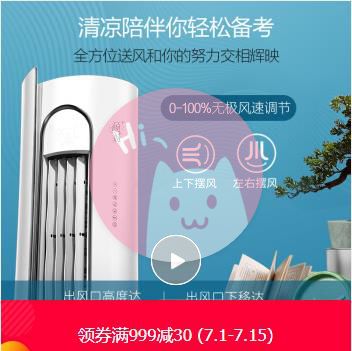 清凉陪伴你轻松备考
全方位送风和你的努力交相辉映
0-100%无极风速调节
Hi~
上下摆风 左右摆风
出风口高度达 出风口下移达
领券满999减30 (7.1-7.15)